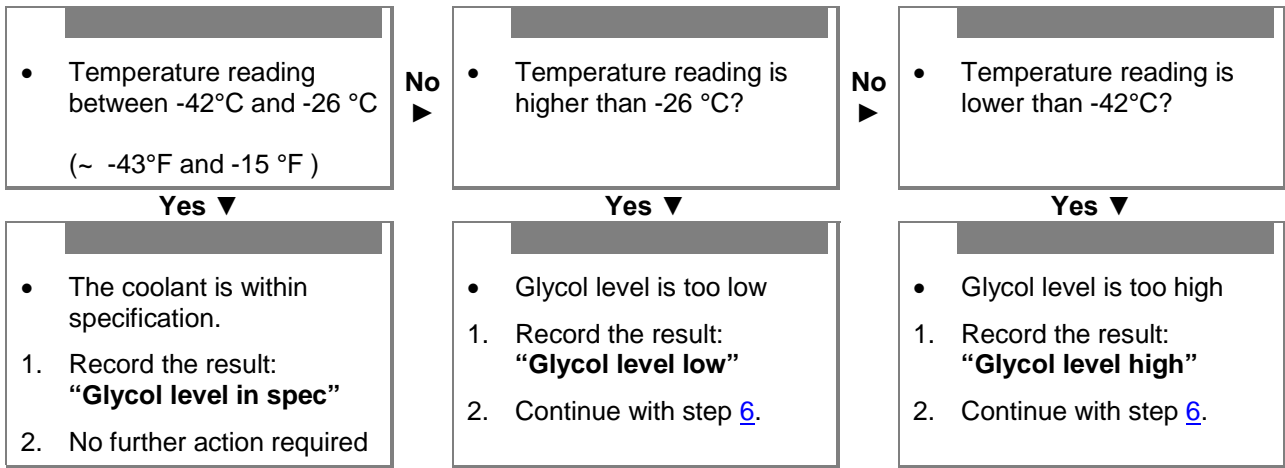 • Temperature reading
between -42°C and -26 °C
(~ -43°F and -15 °F )
No
►
• Temperature reading is
higher than -26 °C?
No
►
• Temperature reading is
lower than -42°C?
Yes ▼
Yes ▼
Yes ▼
• The coolant is within
specification.
1. Record the result:
“Glycol level in spec”
2. No further action required
• Glycol level is too low
1. Record the result:
“Glycol level low”
2. Continue with step 6.
• Glycol level is too high
1. Record the result:
“Glycol level high”
2. Continue with step 6.